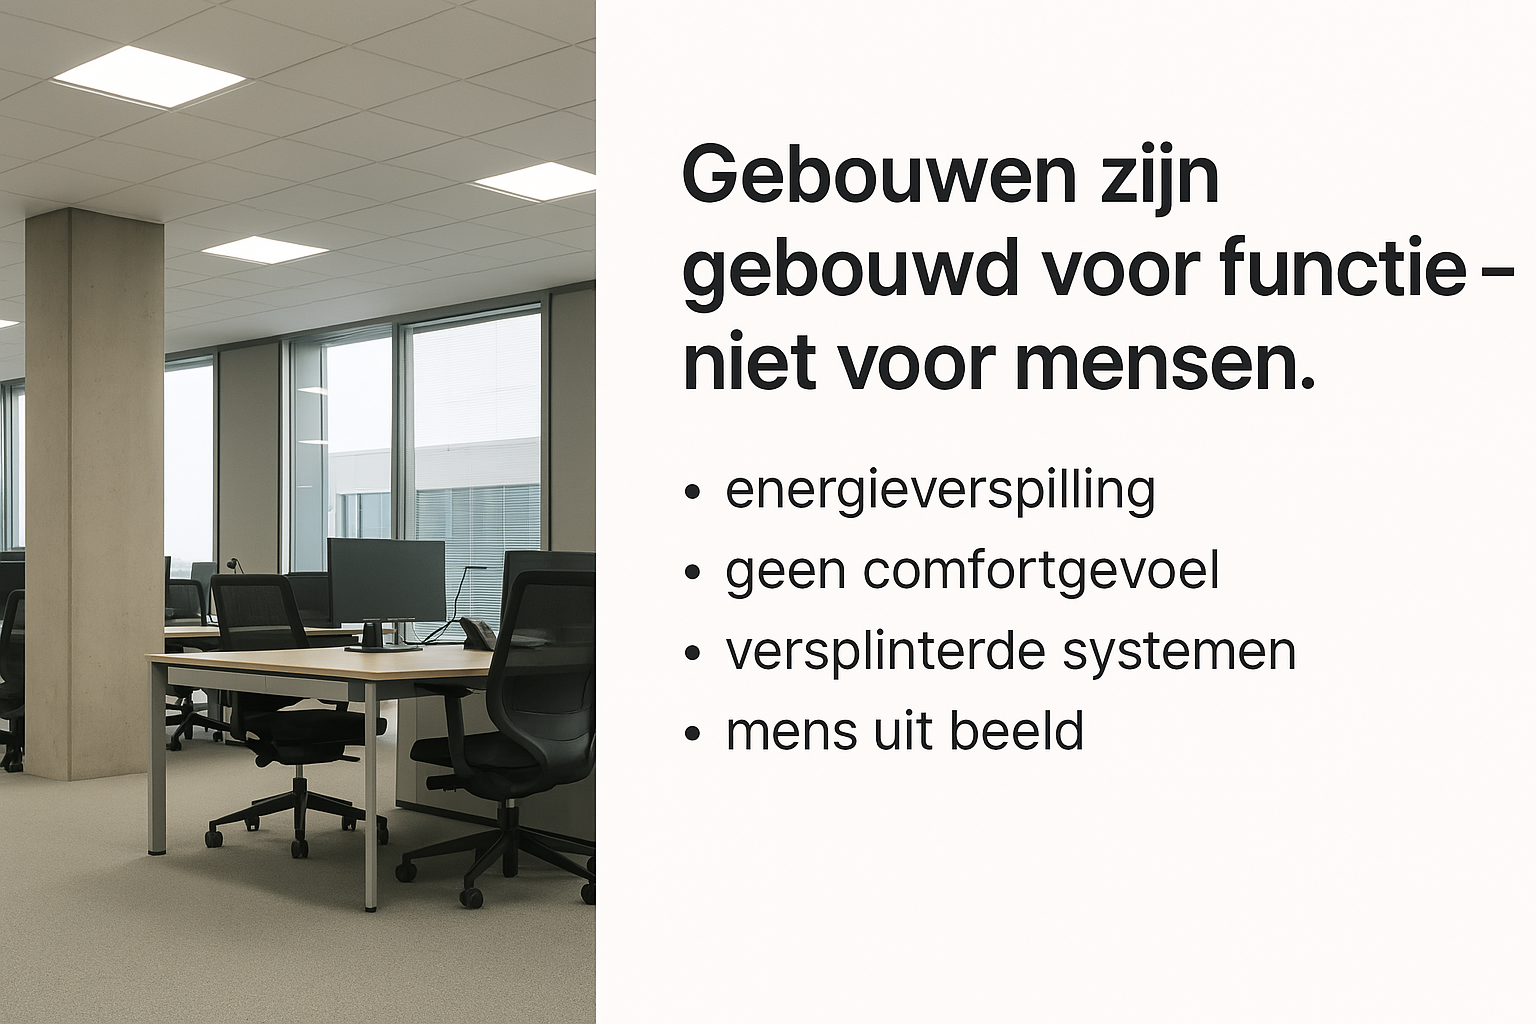 Gebouwen zijn
gebouwd voor functie –
niet voor mensen.
• energieverspilling
• geen comfortgevoel
• versplinterde systemen
• mens uit beeld